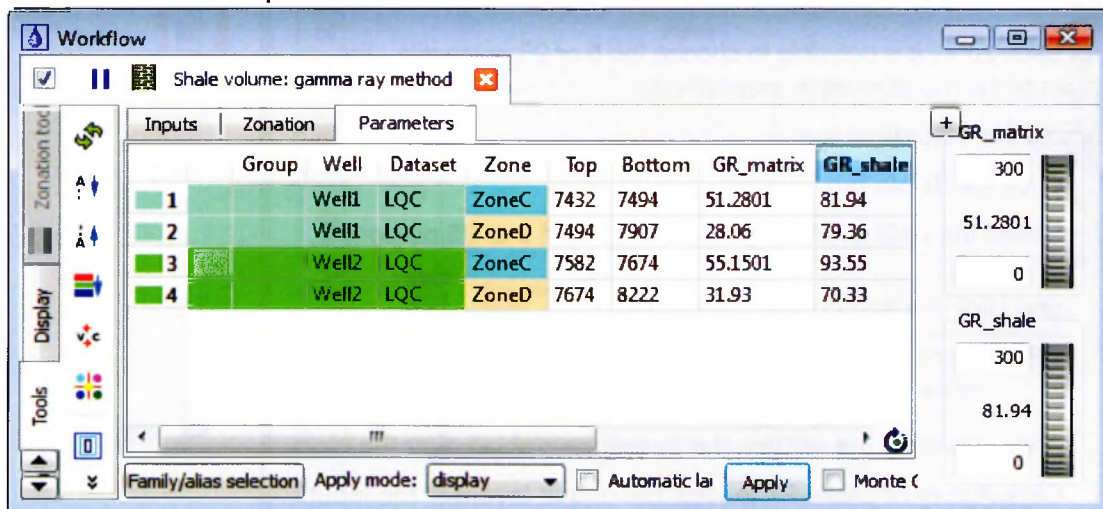 Workflow
Shale volume: gamma ray method
Inputs Zonation Parameters
Group Well Dataset Zone Top Bottom GR_matrix GR_shale
1 Well1 LQC ZoneC 7432 7494 51.2801 81.94
2 Well1 LQC ZoneD 7494 7907 28.06 79.36
3 Well2 LQC ZoneC 7582 7674 55.1501 93.55
4 Well2 LQC ZoneD 7674 8222 31.93 70.33
Zonation tool
Display
Tools
GR_matrix
300
51.2801
0
GR_shale
300
81.94
0
Family/alias selection Apply mode: display Automatic lai Apply Monte C